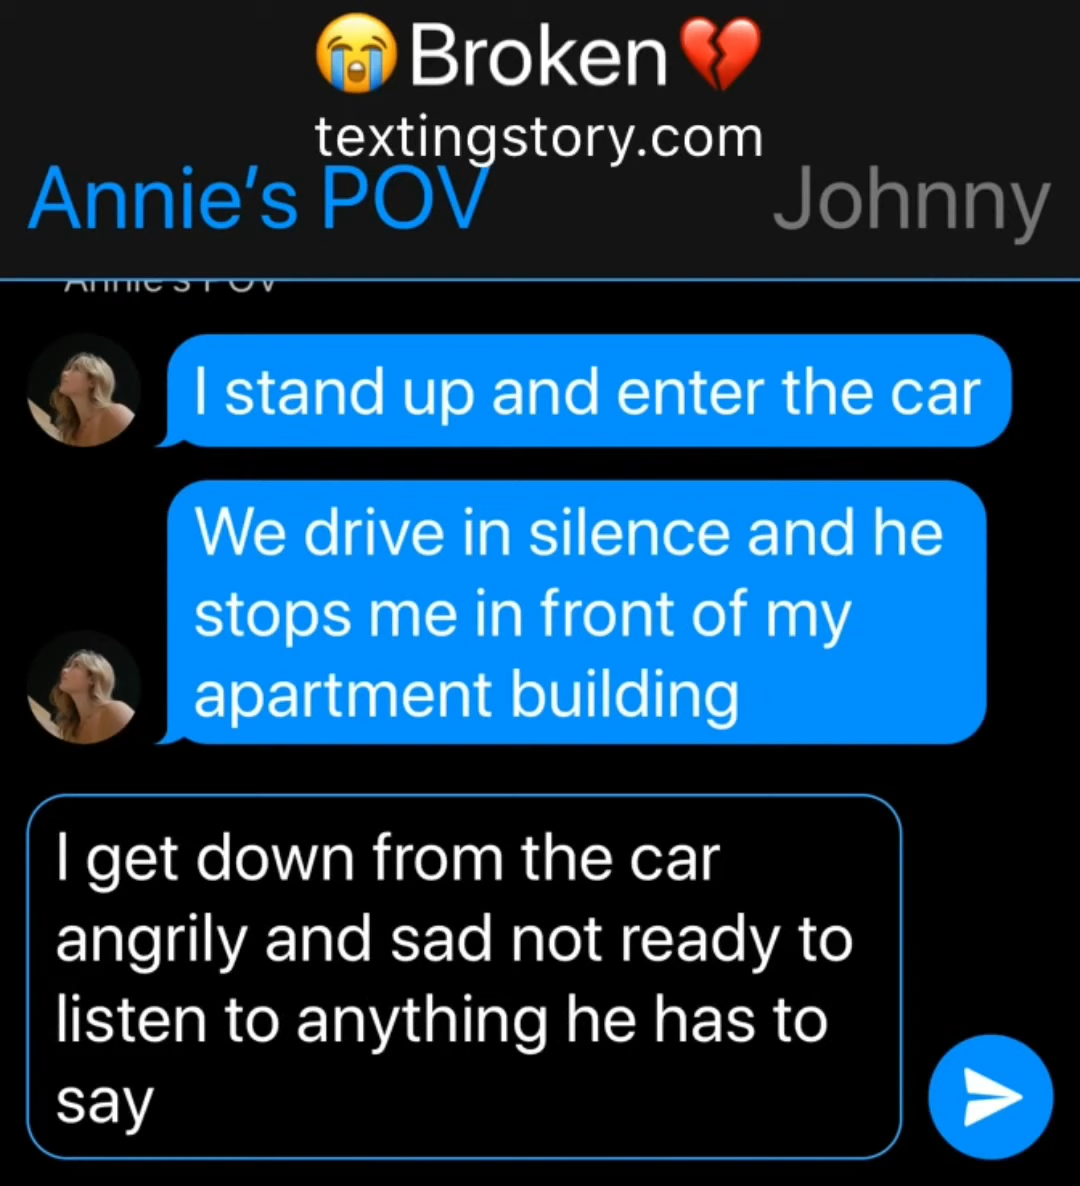 😭Broken💔
textingstory.com
Annie's POV Johnny
Annie's POV
I stand up and enter the car
We drive in silence and he
stops me in front of my
apartment building
I get down from the car
angrily and sad not ready to
listen to anything he has to
say